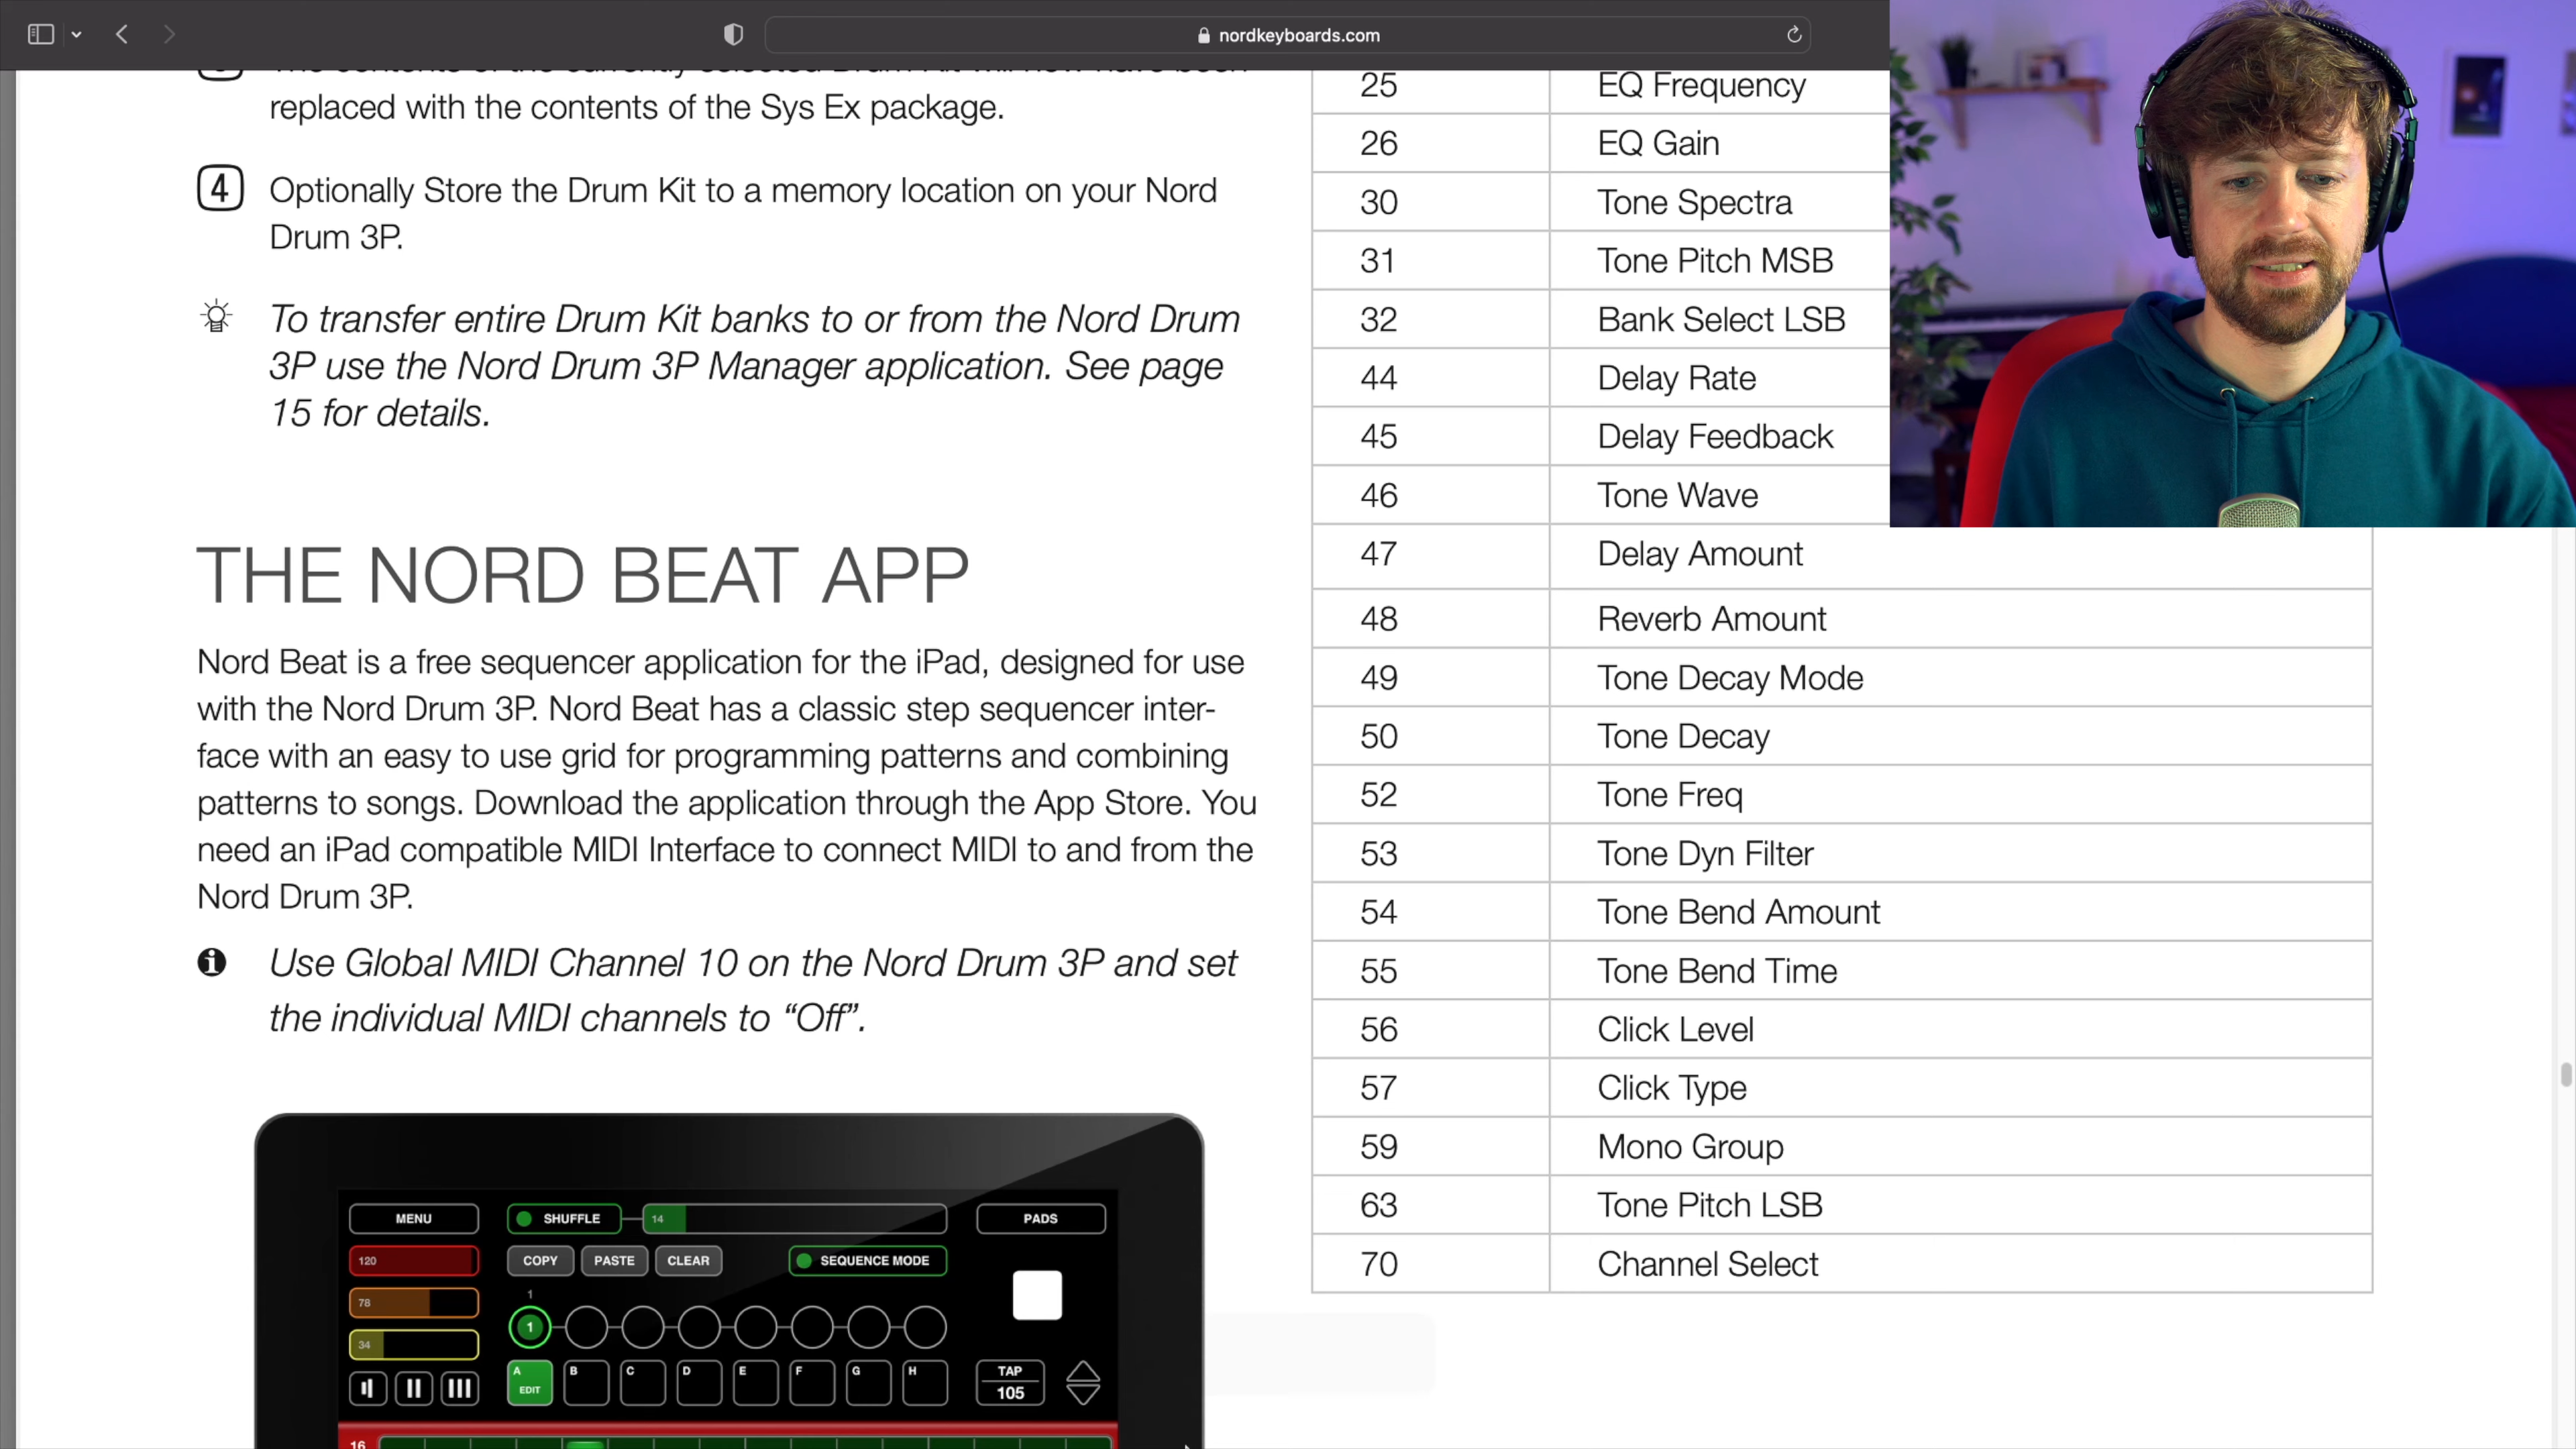 nordkeyboards.com
replaced with the contents of the Sys Ex package.
4 Optionally Store the Drum Kit to a memory location on your Nord
Drum 3P.
To transfer entire Drum Kit banks to or from the Nord Drum
3P use the Nord Drum 3P Manager application. See page
15 for details.
THE NORD BEAT APP
Nord Beat is a free sequencer application for the iPad, designed for use
with the Nord Drum 3P. Nord Beat has a classic step sequencer inter-
face with an easy to use grid for programming patterns and combining
patterns to songs. Download the application through the App Store. You
need an iPad compatible MIDI Interface to connect MIDI to and from the
Nord Drum 3P.
i Use Global MIDI Channel 10 on the Nord Drum 3P and set
the individual MIDI channels to “Off”.
MENU SHUFFLE 14 PADS
120 COPY PASTE CLEAR SEQUENCE MODE
1
78
1
34
A B C D E F G H TAP
EDIT 105
16
25 EQ Frequency
26 EQ Gain
30 Tone Spectra
31 Tone Pitch MSB
32 Bank Select LSB
44 Delay Rate
45 Delay Feedback
46 Tone Wave
47 Delay Amount
48 Reverb Amount
49 Tone Decay Mode
50 Tone Decay
52 Tone Freq
53 Tone Dyn Filter
54 Tone Bend Amount
55 Tone Bend Time
56 Click Level
57 Click Type
59 Mono Group
63 Tone Pitch LSB
70 Channel Select